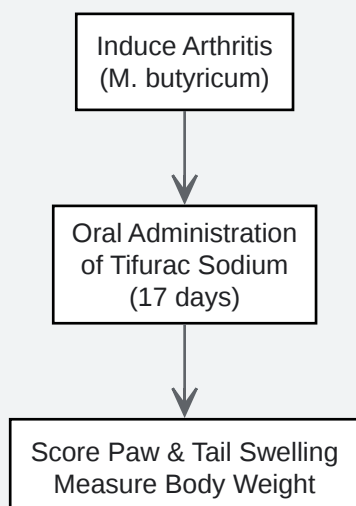 Induce Arthritis
(M. butyricum)
Oral Administration
of Tifurac Sodium
(17 days)
Score Paw & Tail Swelling
Measure Body Weight